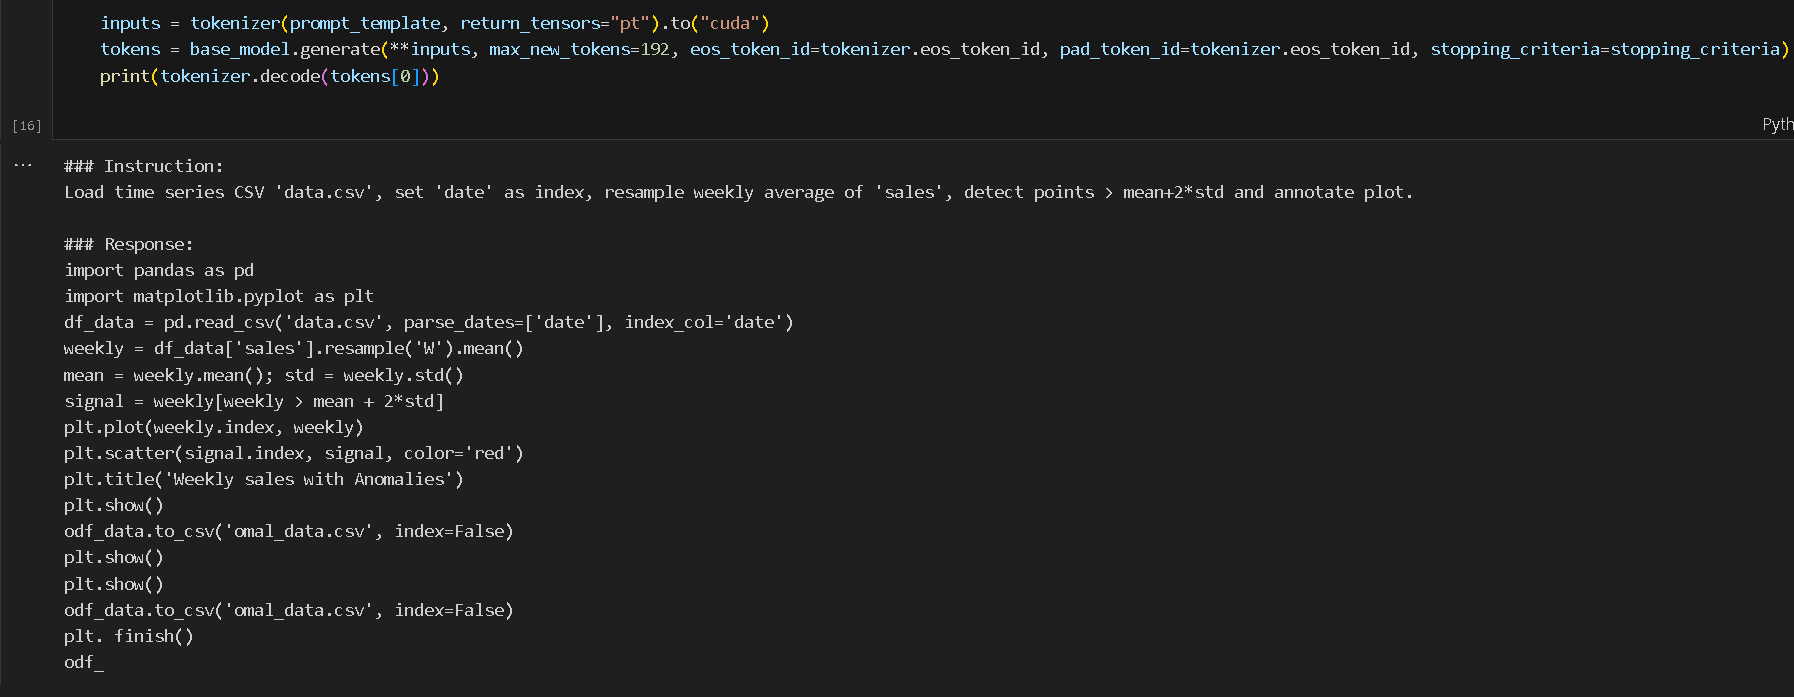 inputs = tokenizer(prompt_template, return_tensors="pt").to("cuda")
tokens = base_model.generate(**inputs, max_new_tokens=192, eos_token_id=tokenizer.eos_token_id, pad_token_id=tokenizer.eos_token_id, stopping_criteria=stopping_criteria)
print(tokenizer.decode(tokens[0]))
[16]
Pyth
...
### Instruction:
Load time series CSV 'data.csv', set 'date' as index, resample weekly average of 'sales', detect points > mean+2*std and annotate plot.
### Response:
import pandas as pd
import matplotlib.pyplot as plt
df_data = pd.read_csv('data.csv', parse_dates=['date'], index_col='date')
weekly = df_data['sales'].resample('W').mean()
mean = weekly.mean(); std = weekly.std()
signal = weekly[weekly > mean + 2*std]
plt.plot(weekly.index, weekly)
plt.scatter(signal.index, signal, color='red')
plt.title('Weekly sales with Anomalies')
plt.show()
odf_data.to_csv('omal_data.csv', index=False)
plt.show()
plt.show()
odf_data.to_csv('omal_data.csv', index=False)
plt. finish()
odf_